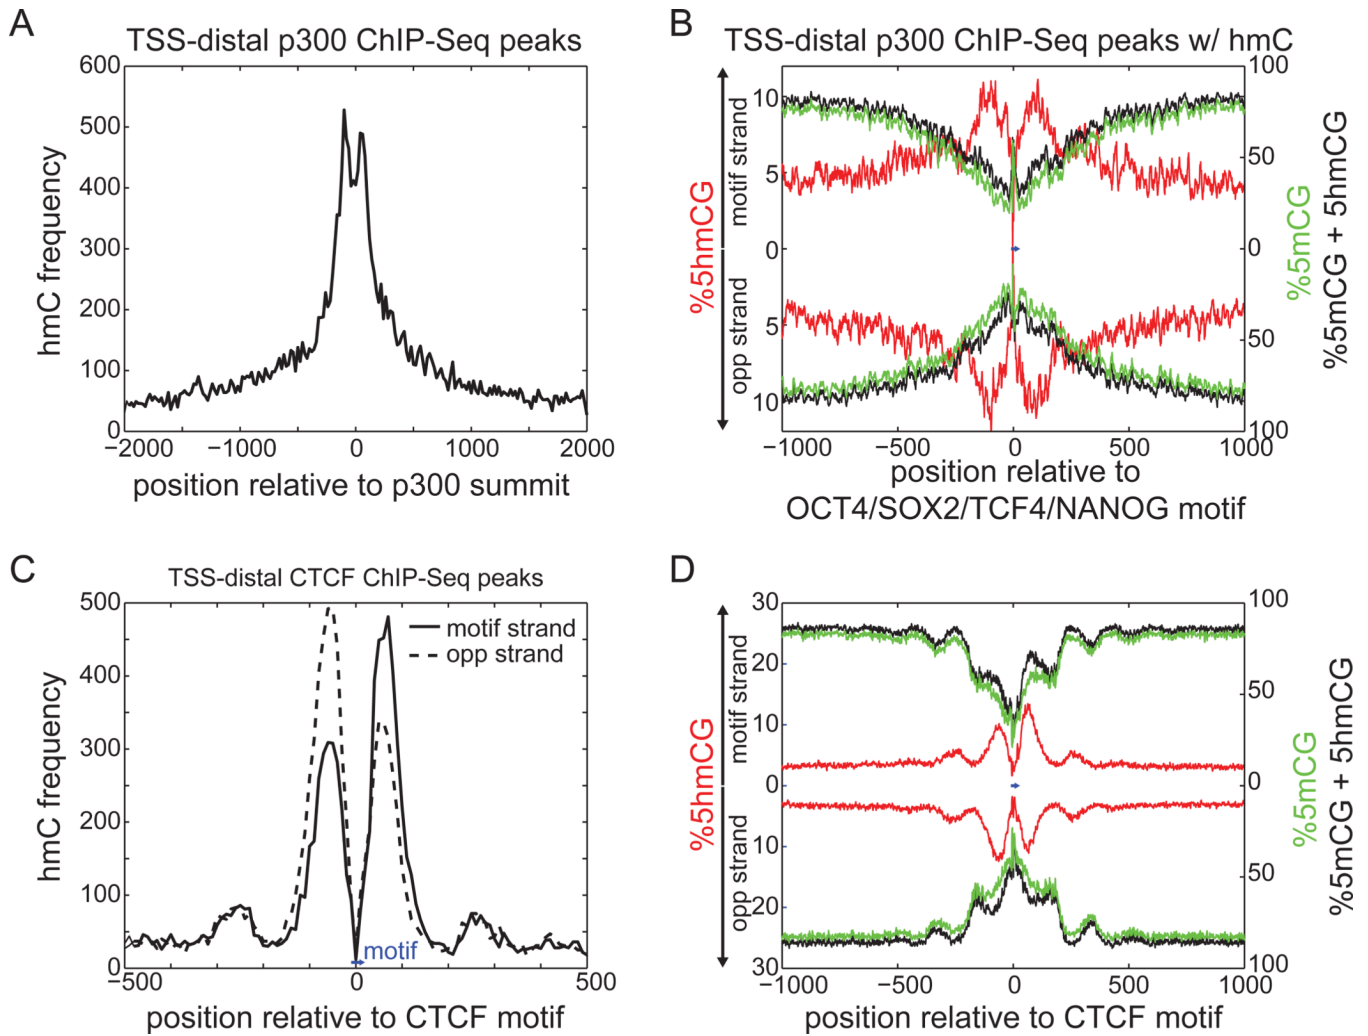 A
TSS-distal p300 ChIP-Seq peaks
600
500
400
300
200
100
0
hmC frequency
−2000
−1000
0
1000
2000
position relative to p300 summit
B
TSS-distal p300 ChIP-Seq peaks w/ hmC
%5hmCG
motif strand
opp strand
10
5
0
5
10
100
50
0
50
100
%5mCG
%5mCG + 5hmCG
−1000
−500
0
500
1000
position relative to
OCT4/SOX2/TCF4/NANOG motif
C
TSS-distal CTCF ChIP-Seq peaks
500
400
300
200
100
0
hmC frequency
motif strand
opp strand
motif
−500
0
500
position relative to CTCF motif
D
%5hmCG
motif strand
opp strand
30
20
10
0
10
20
30
100
50
0
50
100
%5mCG
%5mCG + 5hmCG
−1000
−500
0
500
1000
position relative to CTCF motif